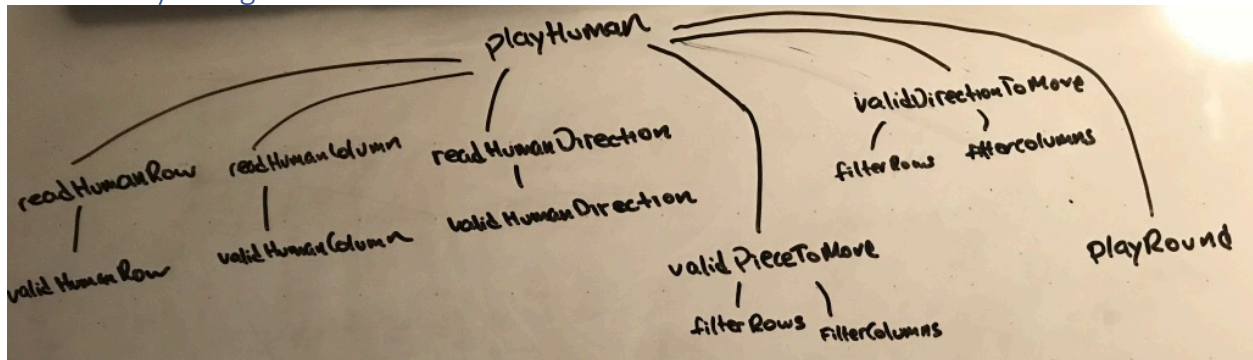 playHuman
validDirectionToMove
readHumanRow
readHumanColumn
readHumanDirection
filterRows
filterColumns
validHumanRow
validHumanColumn
validHumanDirection
validPieceToMove
playRound
filterRows
FilterColumns